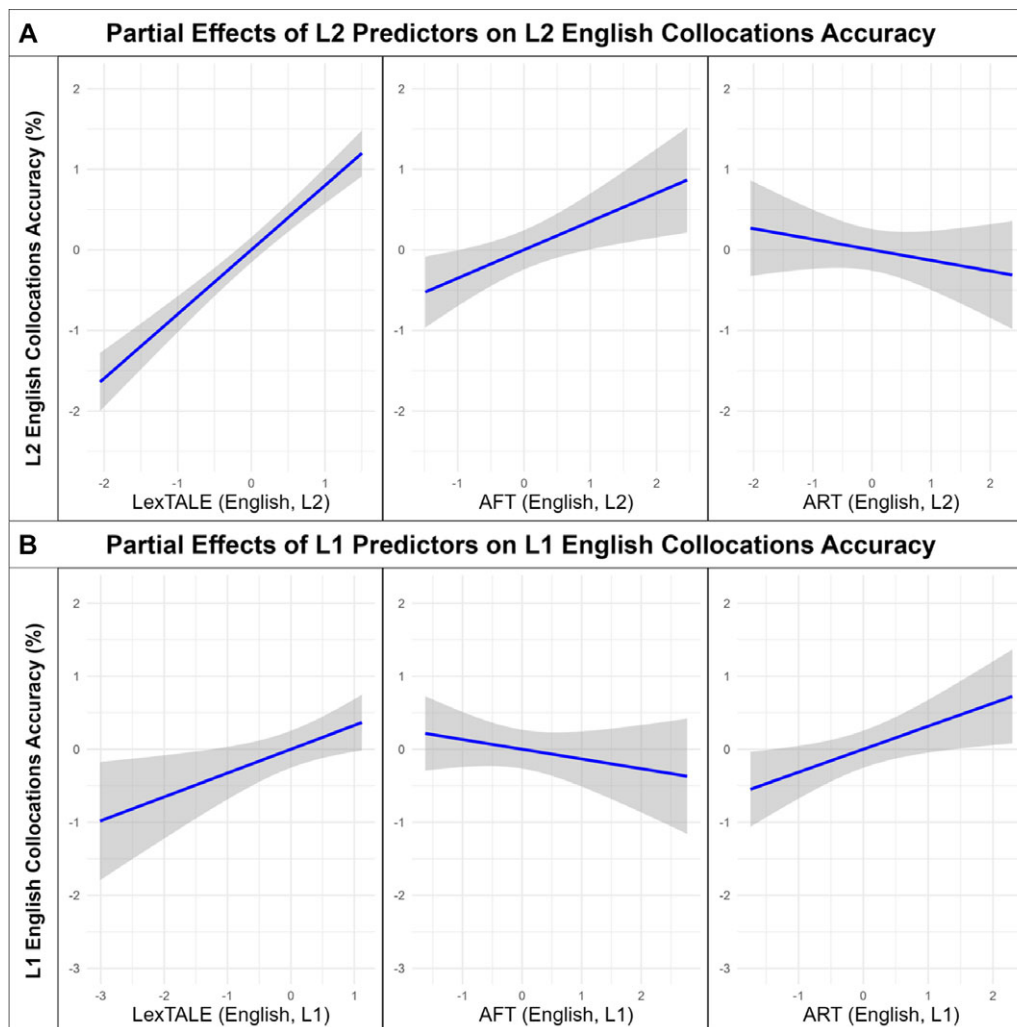 A
Partial Effects of L2 Predictors on L2 English Collocations Accuracy
L2 English Collocations Accuracy (%)
2
1
0
-1
-2
-2 -1 0 1
LexTALE (English, L2)
2
1
0
-1
-2
-1 0 1 2
AFT (English, L2)
2
1
0
-1
-2
-2 -1 0 1 2
ART (English, L2)
B
Partial Effects of L1 Predictors on L1 English Collocations Accuracy
L1 English Collocations Accuracy (%)
2
1
0
-1
-2
-3
-3 -2 -1 0 1
LexTALE (English, L1)
2
1
0
-1
-2
-3
-1 0 1 2
AFT (English, L1)
2
1
0
-1
-2
-3
-1 0 1 2
ART (English, L1)